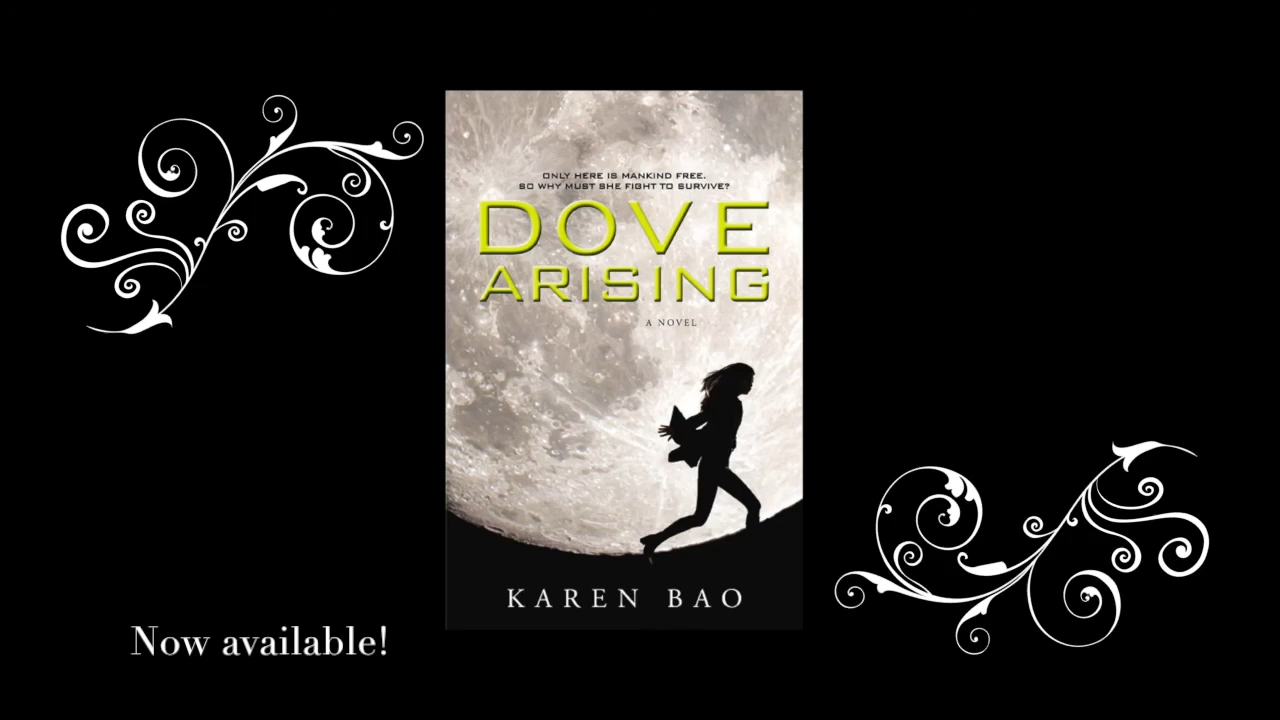 ONLY HERE IS MANKIND FREE.
SO WHY MUST SHE FIGHT TO SURVIVE?
DOVE
ARISING
A NOVEL
KAREN BAO
Now available!